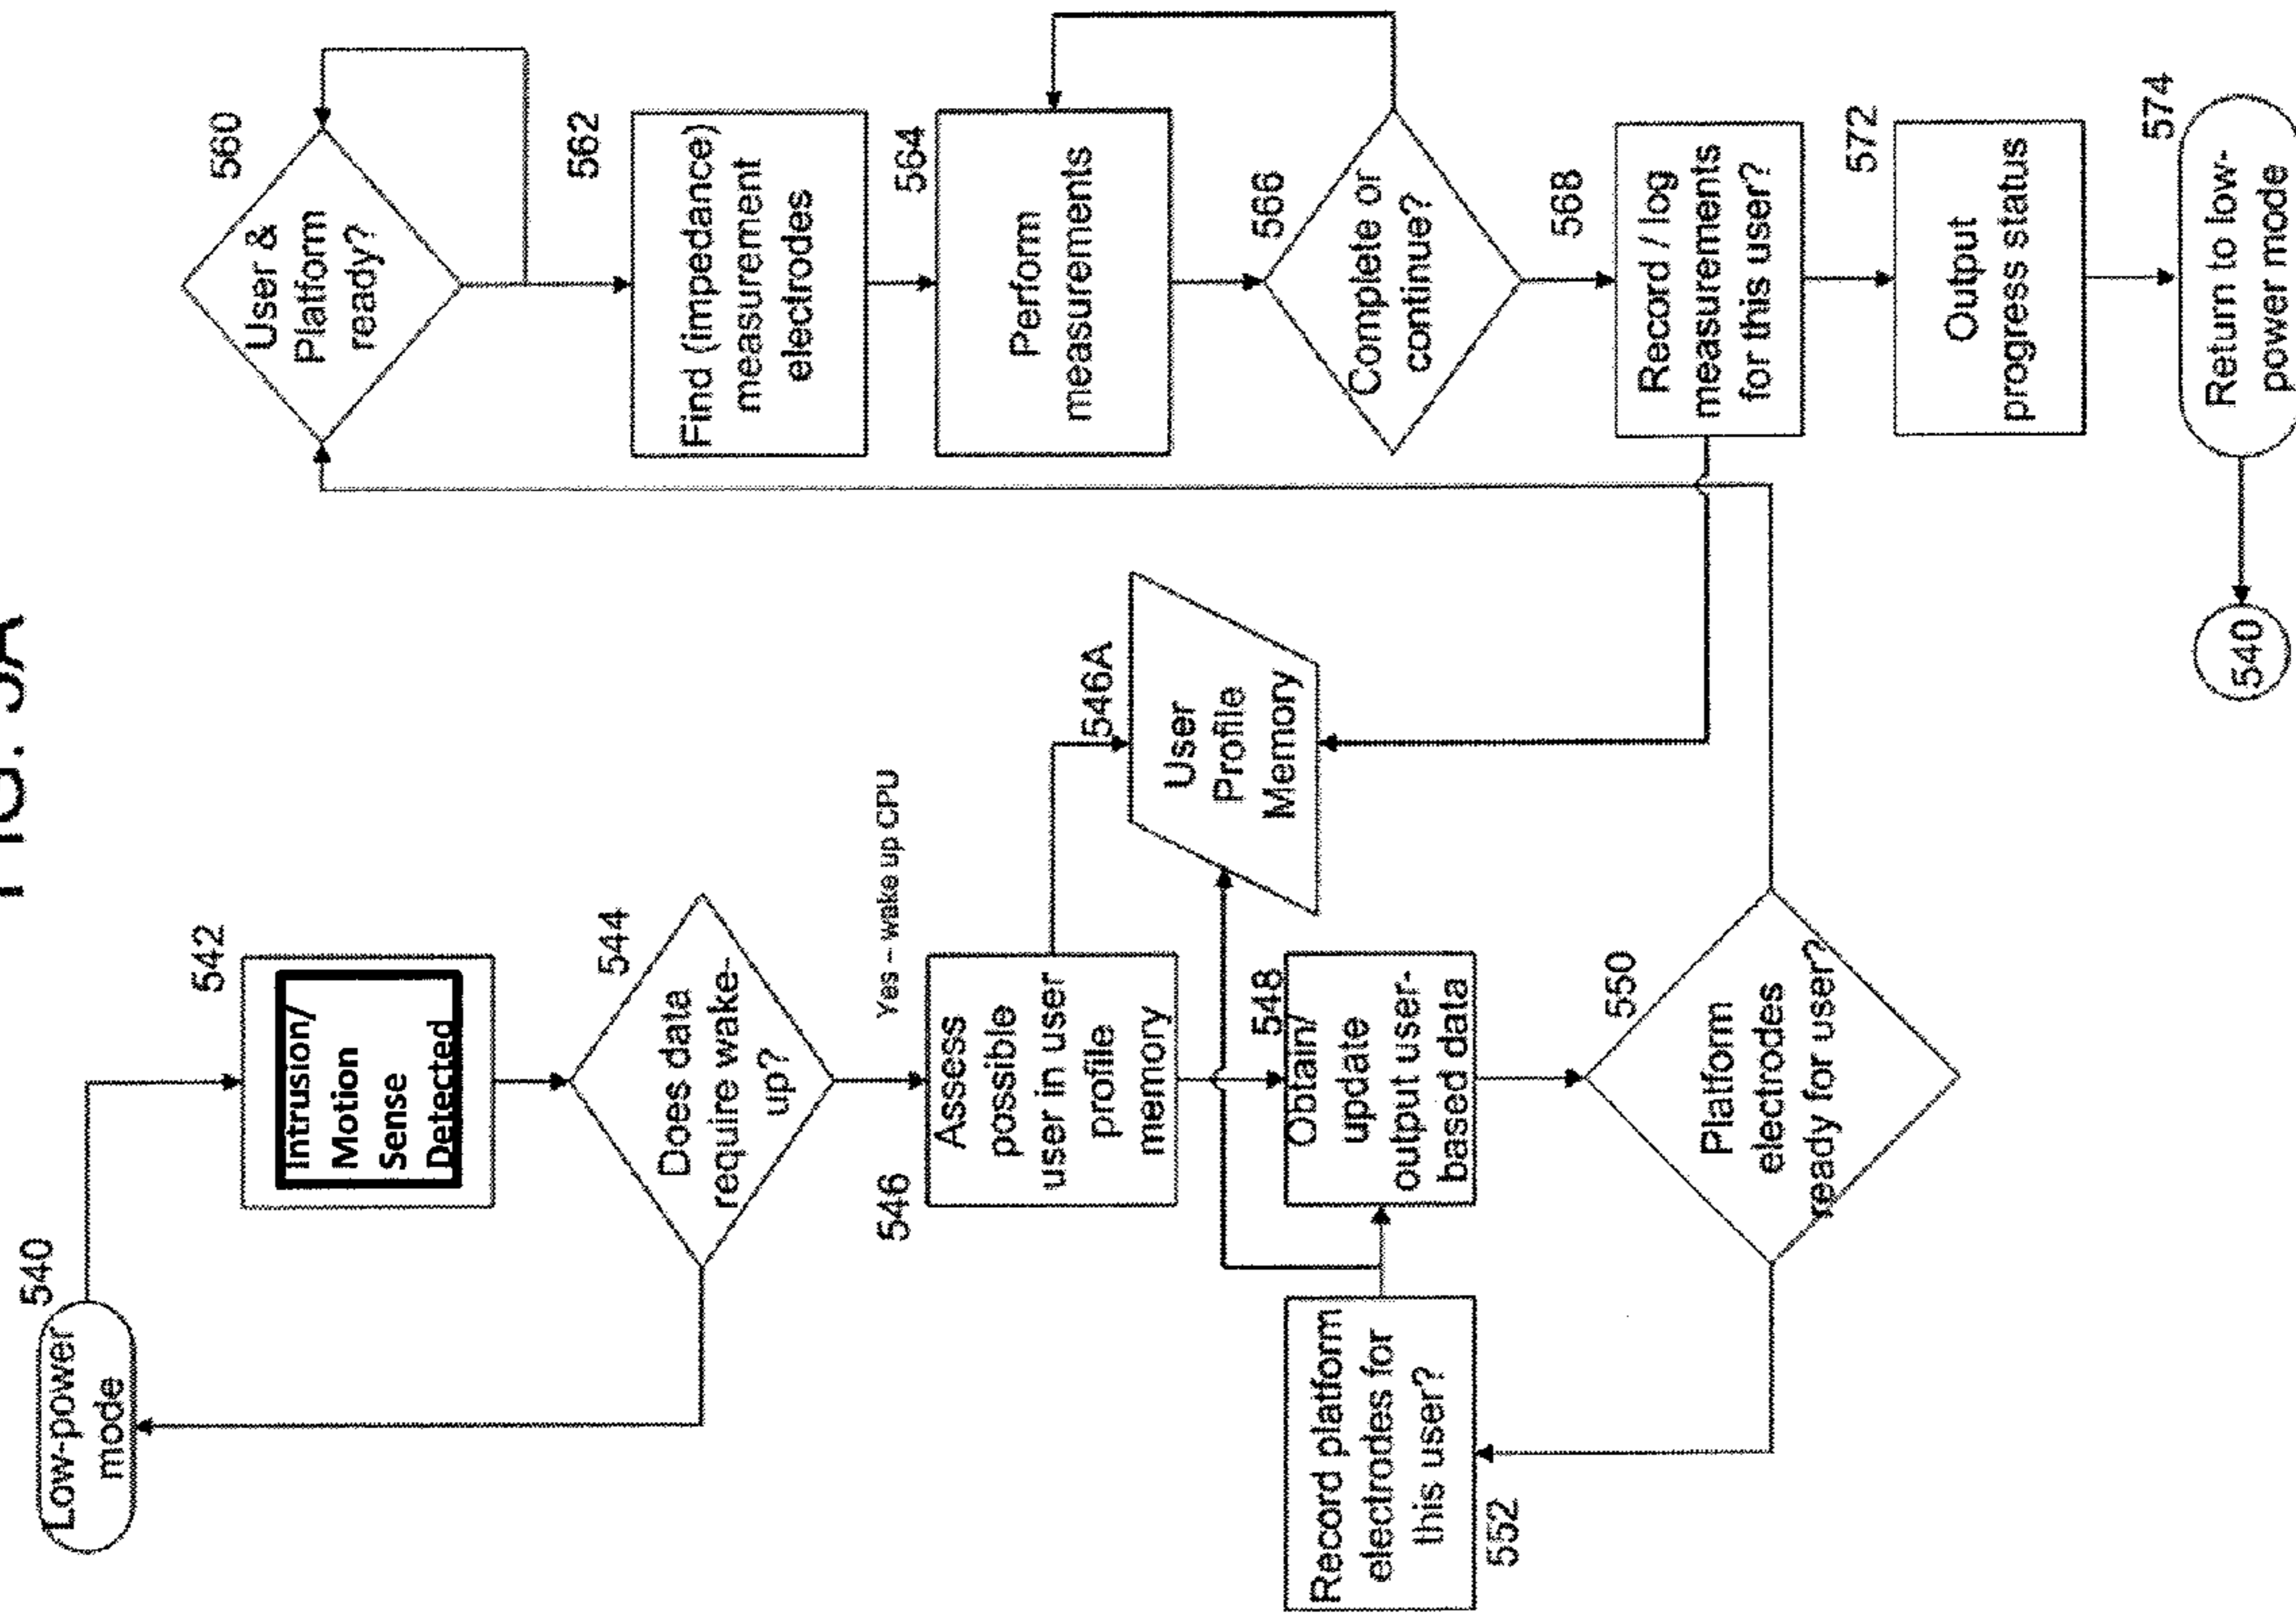 FIG. 5A
540
Low-power
mode
542
Intrusion/
Motion
Sense
Detected
544
Does data
require wake-
up?
Yes – wake up CPU
546
Assess
possible
user in user
profile
memory
546A
User
Profile
Memory
548
Obtain/
update
output user-
based data
550
Platform
electrodes
ready for user?
552
Record platform
electrodes for
this user?
560
User &
Platform
ready?
562
Find (impedance)
measurement
electrodes
564
Perform
measurements
566
Complete or
continue?
568
Record / log
measurements
for this user?
572
Output
progress status
574
Return to low-
power mode
540